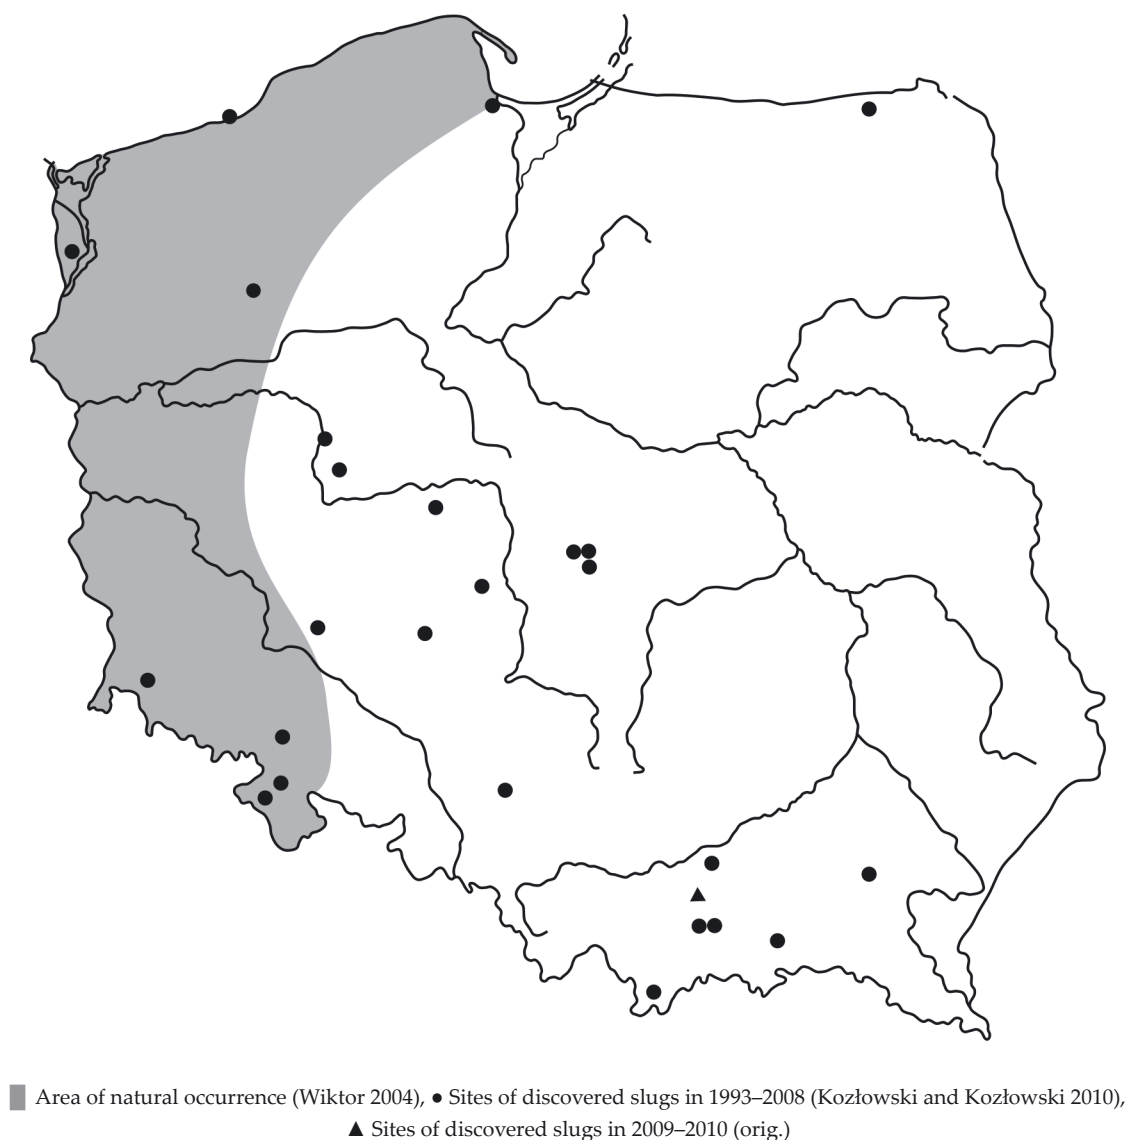 Area of natural occurrence (Wiktor 2004), ● Sites of discovered slugs in 1993–2008 (Kozłowski and Kozłowski 2010),
▲ Sites of discovered slugs in 2009–2010 (orig.)